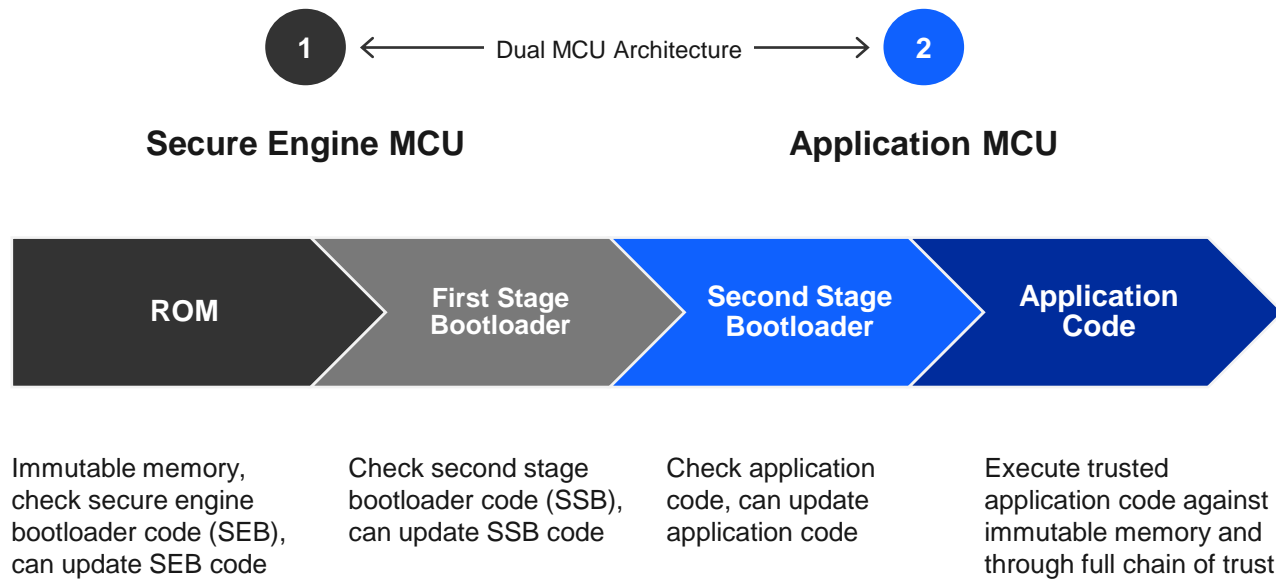 1
Dual MCU Architecture
2
Secure Engine MCU
Application MCU
ROM
First Stage
Bootloader
Second Stage
Bootloader
Application
Code
Immutable memory,
check secure engine
bootloader code (SEB),
can update SEB code
Check second stage
bootloader code (SSB),
can update SSB code
Check application
code, can update
application code
Execute trusted
application code against
immutable memory and
through full chain of trust